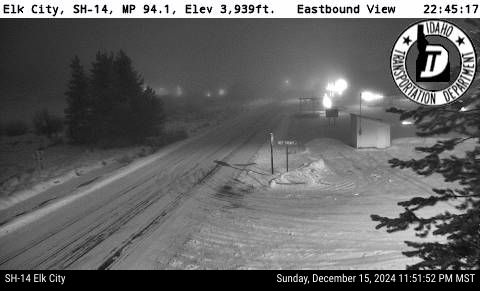 Elk City, SH-14, MP 94.1, Elev 3,939ft. Eastbound View 22:45:17
IDAHO
TRANSPORTATION DEPARTMENT
SH-14 Elk City Sunday, December 15, 2024 11:51:52 PM MST